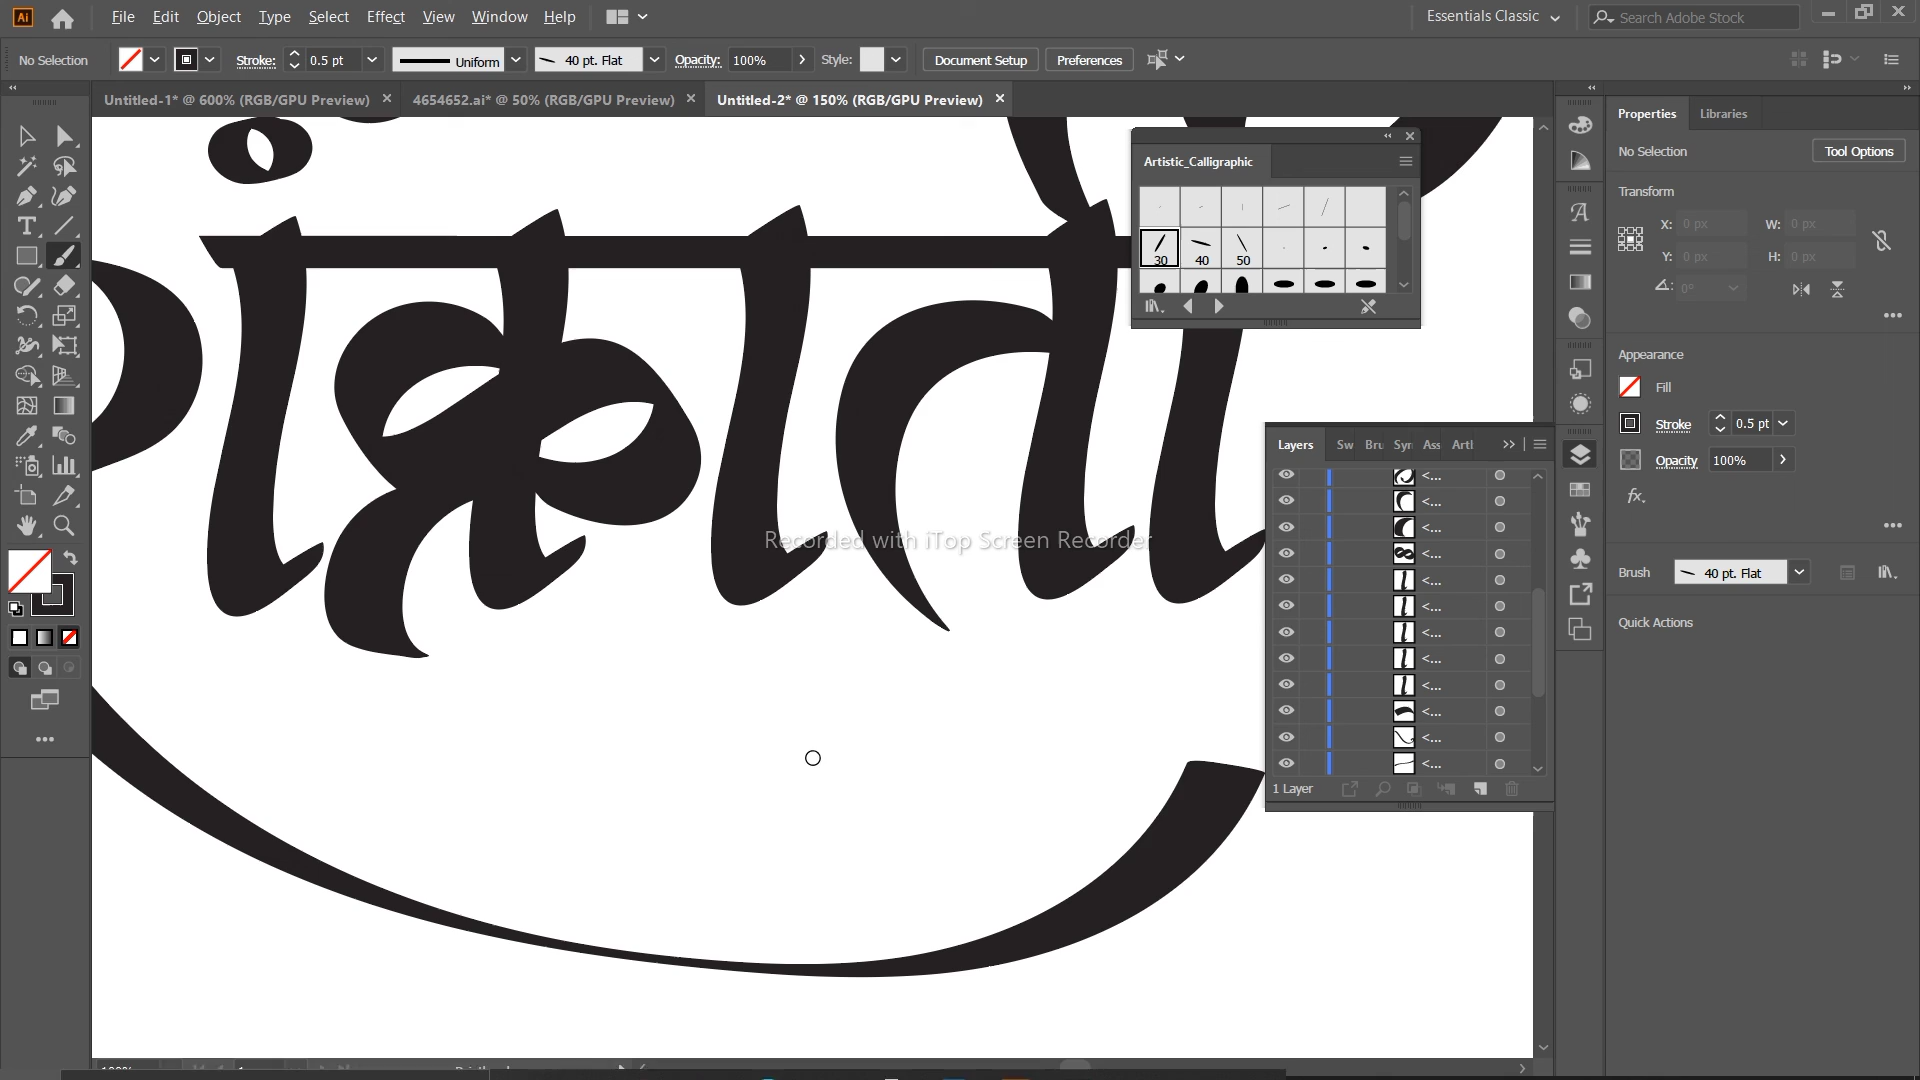 Ai File Edit Object Type Select Effect View Window Help Essentials Classic Search Adobe Stock
No Selection Stroke: 0.5 pt Uniform 40 pt. Flat Opacity: 100% Style: Document Setup Preferences
Untitled-1* @ 600% (RGB/GPU Preview) 4654652.ai* @ 50% (RGB/GPU Preview) Untitled-2* @ 150% (RGB/GPU Preview)
Properties Libraries
No Selection Tool Options
Artistic_Calligraphic
30 40 50
Transform
X: 0 px W: 0 px
Y: 0 px H: 0 px
0°
Appearance
Fill
Stroke 0.5 pt
Opacity 100%
fx.
Layers Sw Bru Syn Ass Artl
<...
<...
<...
<...
<...
<...
<...
<...
<...
<...
<...
<...
1 Layer
Brush 40 pt. Flat
Quick Actions
Recorded with iTop Screen Recorder